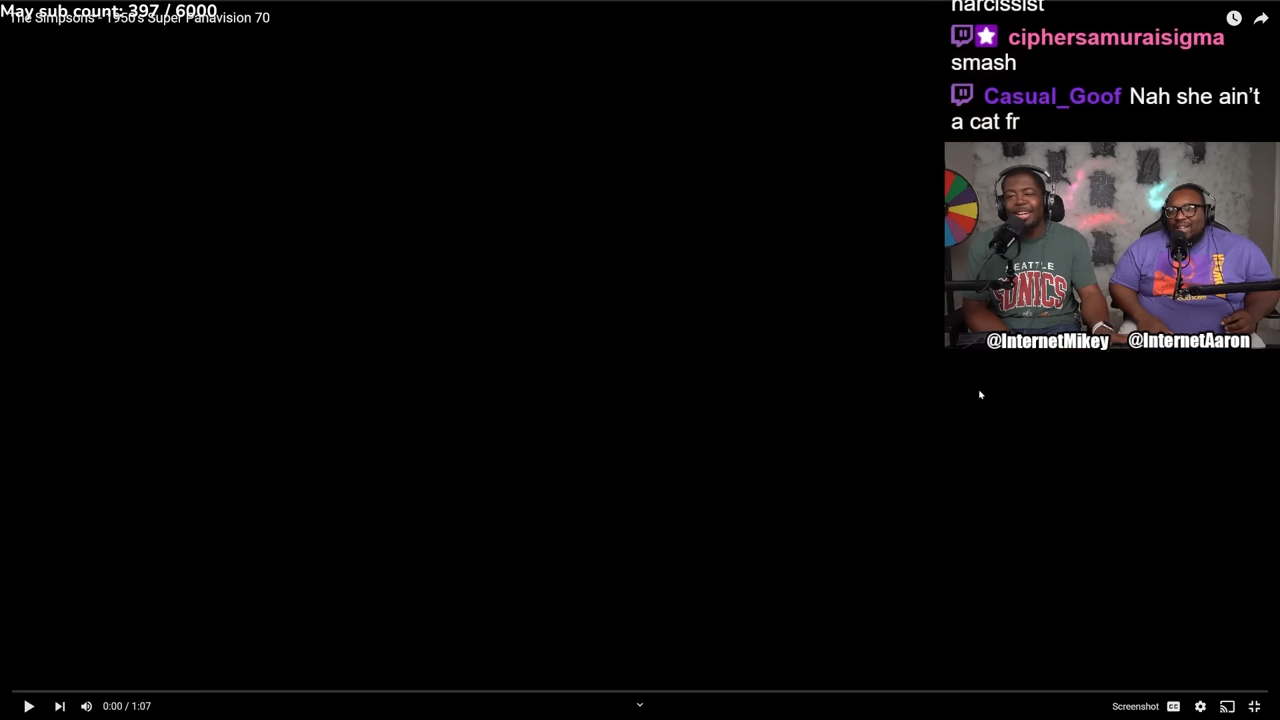 May sub count: 397 / 6000
The Simpsons - 1950's Super Panavision 70
narcissist
ciphersamuraisigma
smash
Casual_Goof Nah she ain't
a cat fr
SEATTLE
SONICS
@InternetMikey @InternetAaron
0:00 / 1:07
Screenshot
CC